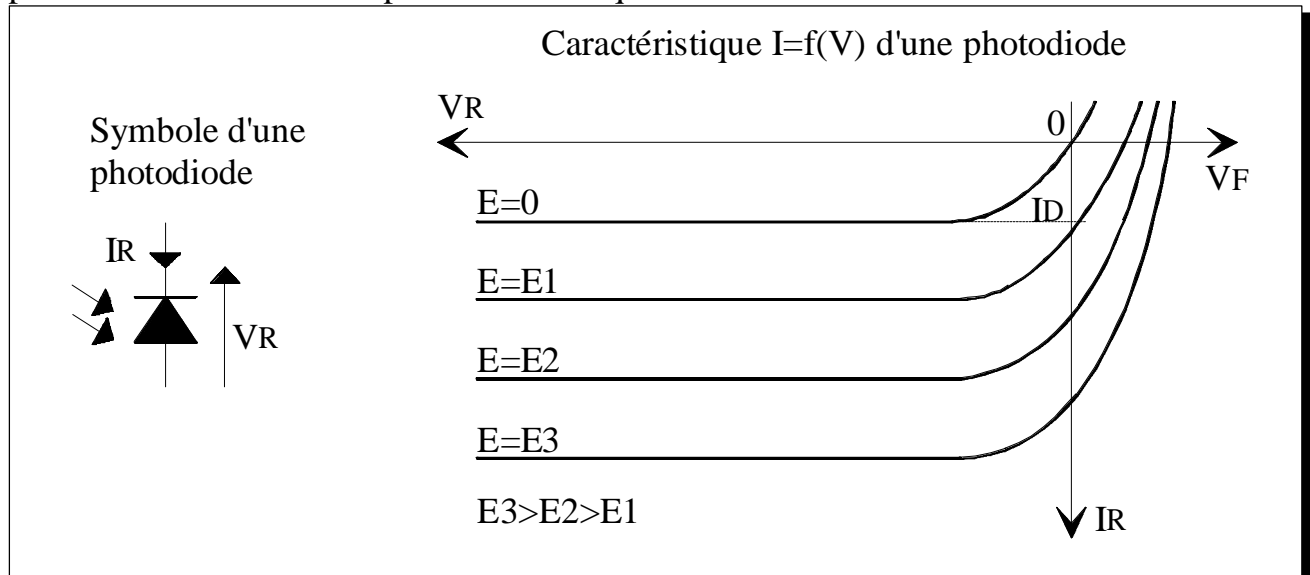 Caractéristique I=f(V) d'une photodiode
Symbole d'une
photodiode
IR
VR
VR
0
VF
E=0
ID
E=E1
E=E2
E=E3
E3>E2>E1
IR